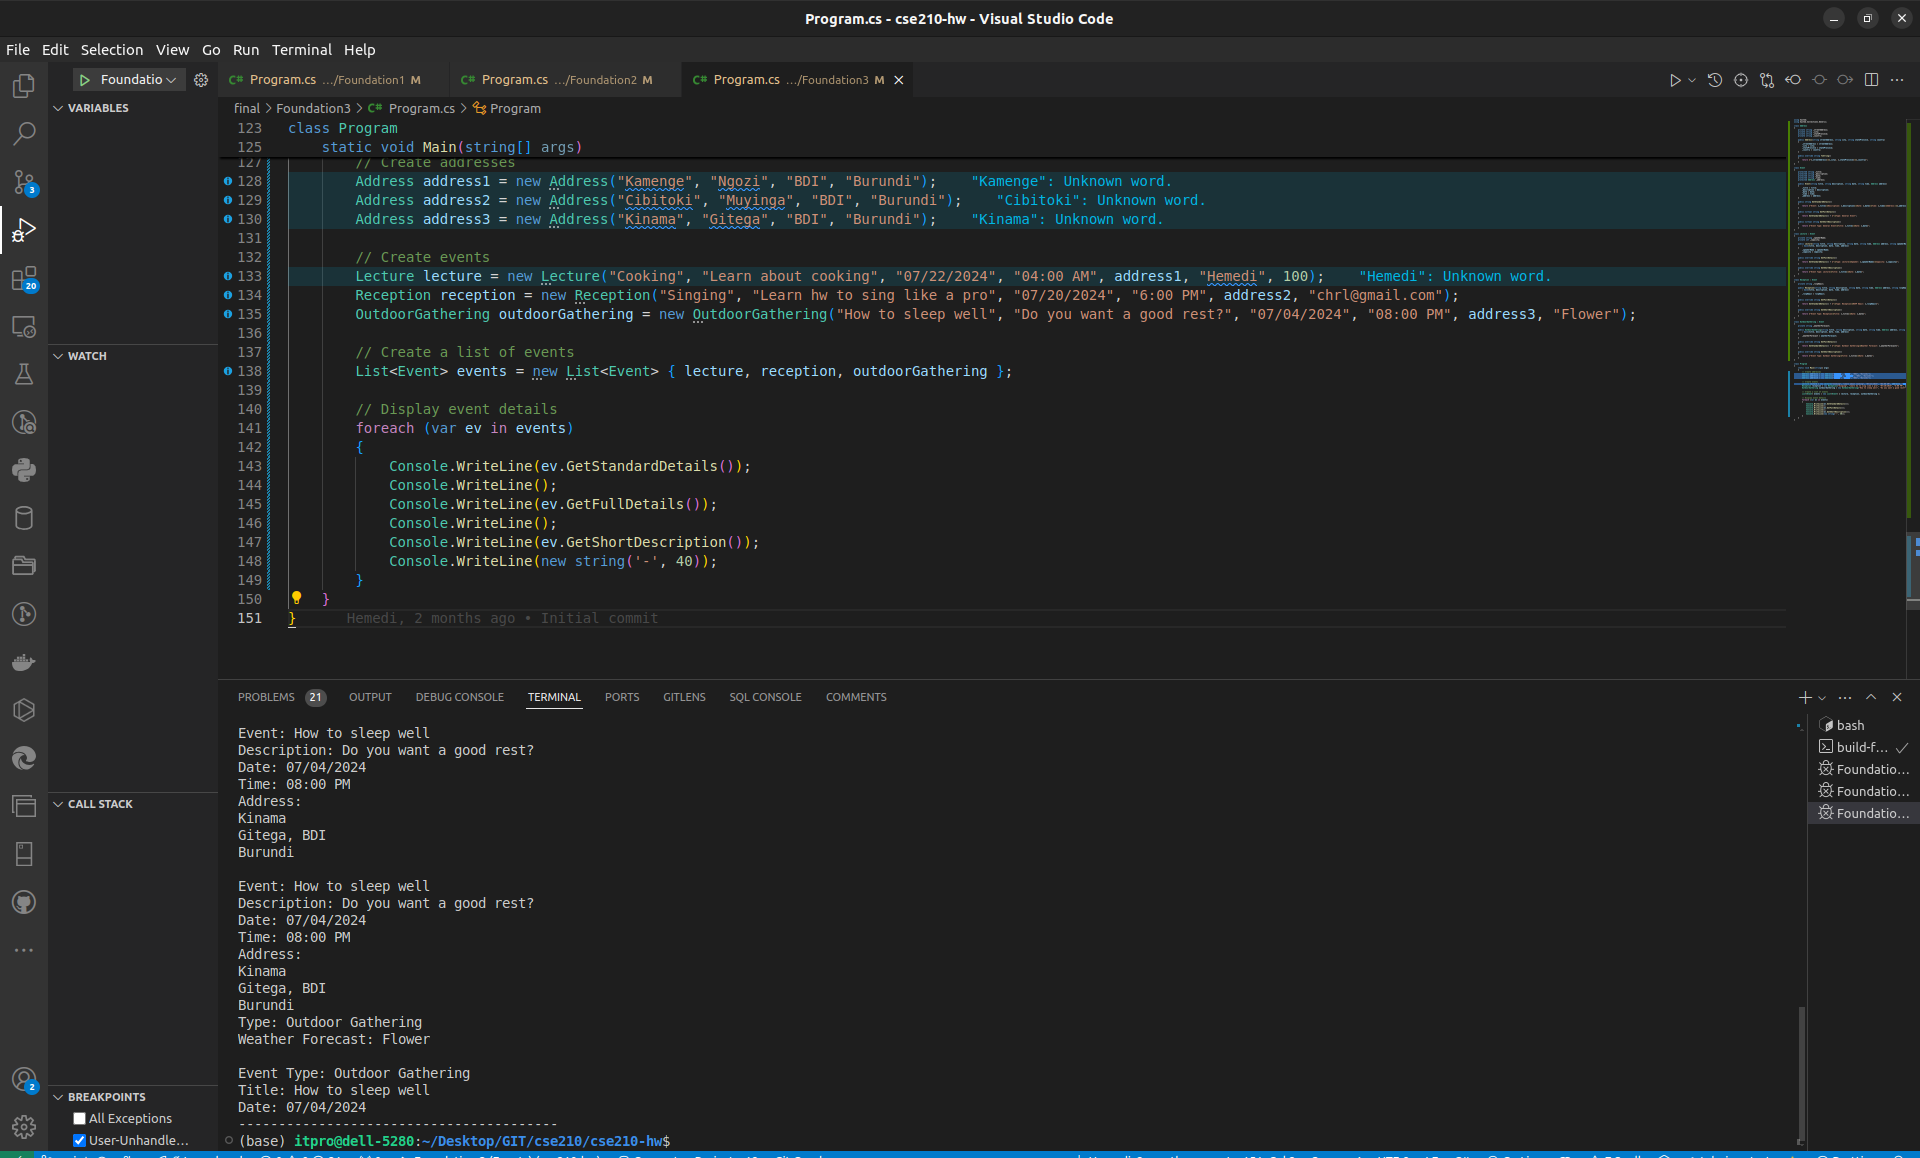 Program.cs - cse210-hw - Visual Studio Code
File Edit Selection View Go Run Terminal Help
Foundatio
Program.cs …/Foundation1 M
Program.cs …/Foundation2 M
Program.cs …/Foundation3 M
VARIABLES
final > Foundation3 > Program.cs > Program
123 class Program
125 static void Main(string[] args)
127 // Create addresses
128 Address address1 = new Address("Kamenge", "Ngozi", "BDI", "Burundi"); "Kamenge": Unknown word.
129 Address address2 = new Address("Cibitoki", "Muyinga", "BDI", "Burundi"); "Cibitoki": Unknown word.
130 Address address3 = new Address("Kinama", "Gitega", "BDI", "Burundi"); "Kinama": Unknown word.
131
132 // Create events
133 Lecture lecture = new Lecture("Cooking", "Learn about cooking", "07/22/2024", "04:00 AM", address1, "Hemedi", 100); "Hemedi": Unknown word.
134 Reception reception = new Reception("Singing", "Learn hw to sing like a pro", "07/20/2024", "6:00 PM", address2, "chrl@gmail.com");
135 OutdoorGathering outdoorGathering = new OutdoorGathering("How to sleep well", "Do you want a good rest?", "07/04/2024", "08:00 PM", address3, "Flower");
136
137 // Create a list of events
138 List<Event> events = new List<Event> { lecture, reception, outdoorGathering };
139
140 // Display event details
141 foreach (var ev in events)
142 {
143 Console.WriteLine(ev.GetStandardDetails());
144 Console.WriteLine();
145 Console.WriteLine(ev.GetFullDetails());
146 Console.WriteLine();
147 Console.WriteLine(ev.GetShortDescription());
148 Console.WriteLine(new string('-', 40));
149 }
150 }
151 } Hemedi, 2 months ago • Initial commit
3
20
2
WATCH
CALL STACK
BREAKPOINTS
All Exceptions
User-Unhandle…
PROBLEMS 21 OUTPUT DEBUG CONSOLE TERMINAL PORTS GITLENS SQL CONSOLE COMMENTS
Event: How to sleep well
Description: Do you want a good rest?
Date: 07/04/2024
Time: 08:00 PM
Address:
Kinama
Gitega, BDI
Burundi
Event: How to sleep well
Description: Do you want a good rest?
Date: 07/04/2024
Time: 08:00 PM
Address:
Kinama
Gitega, BDI
Burundi
Type: Outdoor Gathering
Weather Forecast: Flower
Event Type: Outdoor Gathering
Title: How to sleep well
Date: 07/04/2024
----------------------------------------
(base) itpro@dell-5280:~/Desktop/GIT/cse210/cse210-hw$
bash
build-f…
Foundatio…
Foundatio…
Foundatio…